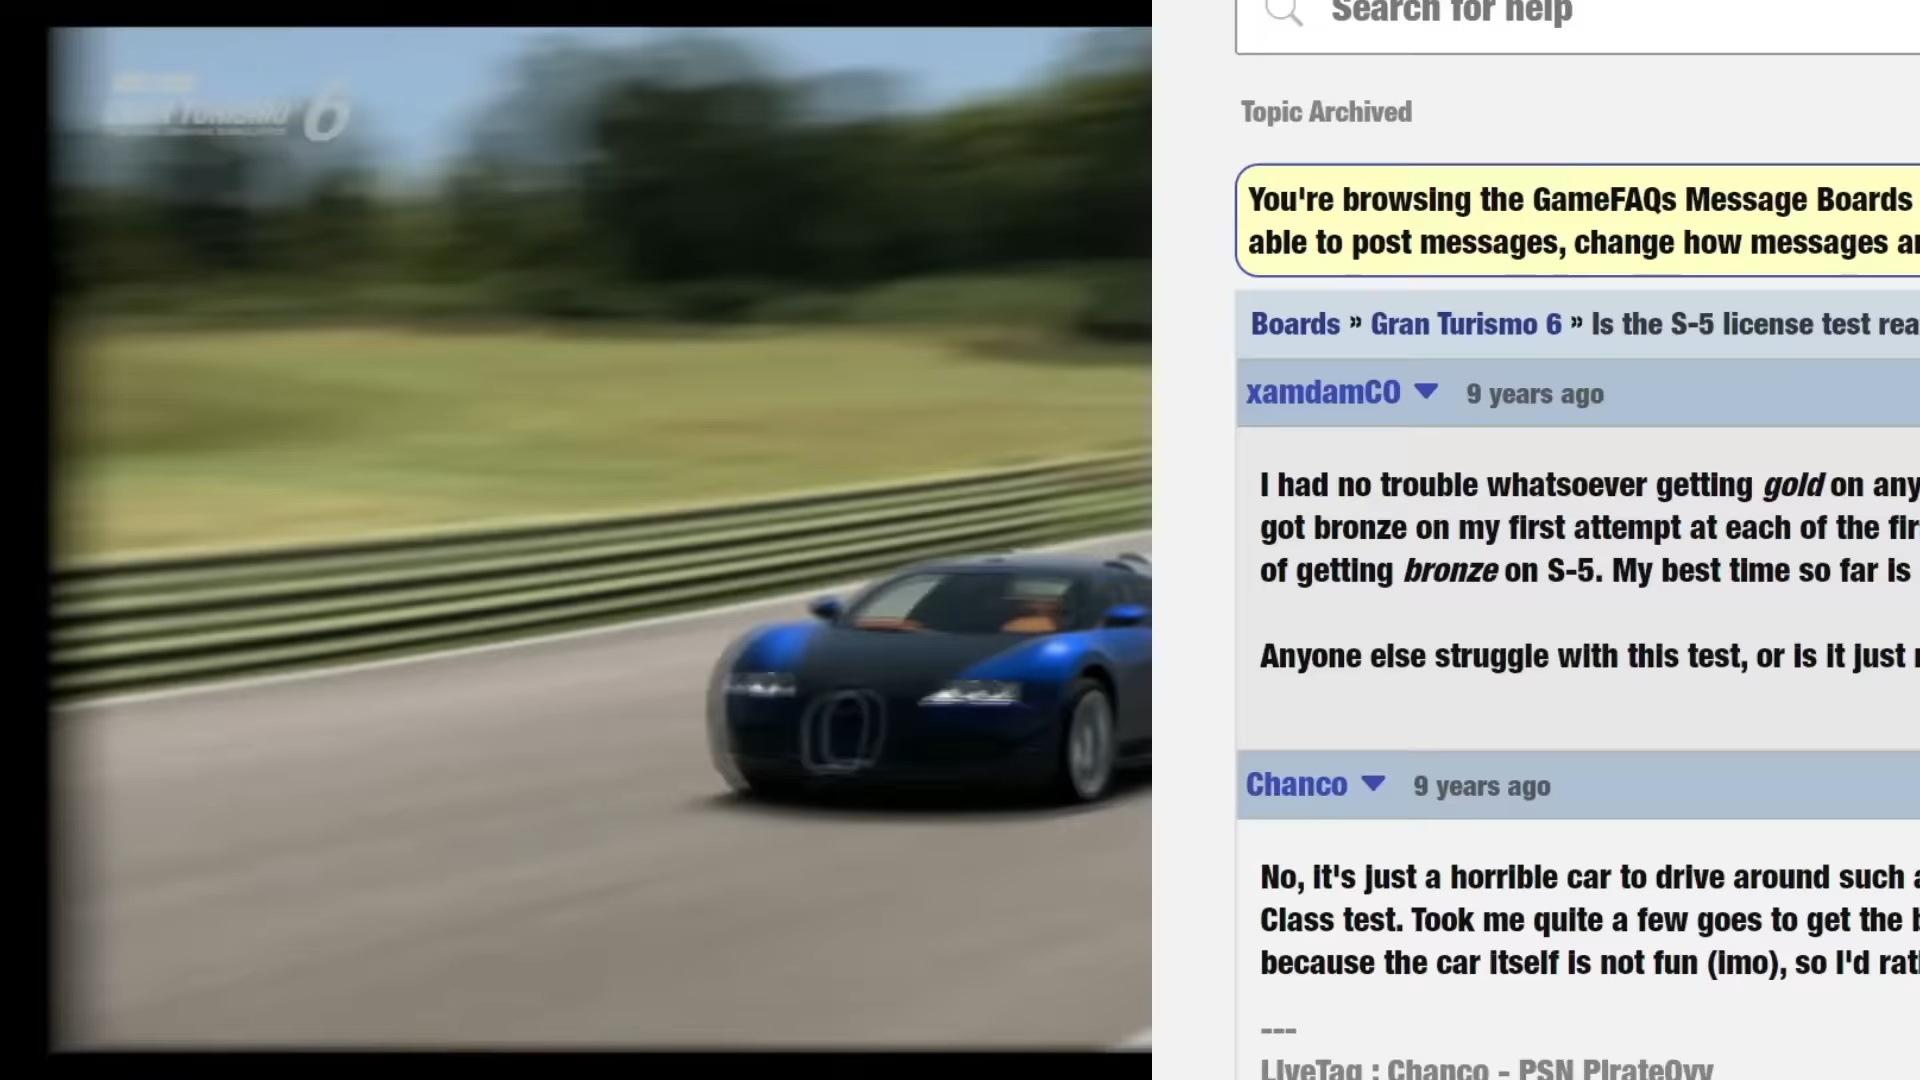 TURISMO 6
Search for help
Topic Archived
You're browsing the GameFAQs Message Boards
able to post messages, change how messages
Boards » Gran Turismo 6 » Is the S-5 license test
xamdamCO 9 years ago
I had no trouble whatsoever getting gold on any
got bronze on my first attempt at each of the
of getting bronze on S-5. My best time so far is
Anyone else struggle with this test, or is it just
Chanco 9 years ago
No, it's just a horrible car to drive around such
Class test. Took me quite a few goes to get the
because the car itself is not fun (imo), so I'd
---
LiveTag : Chanco - PSN